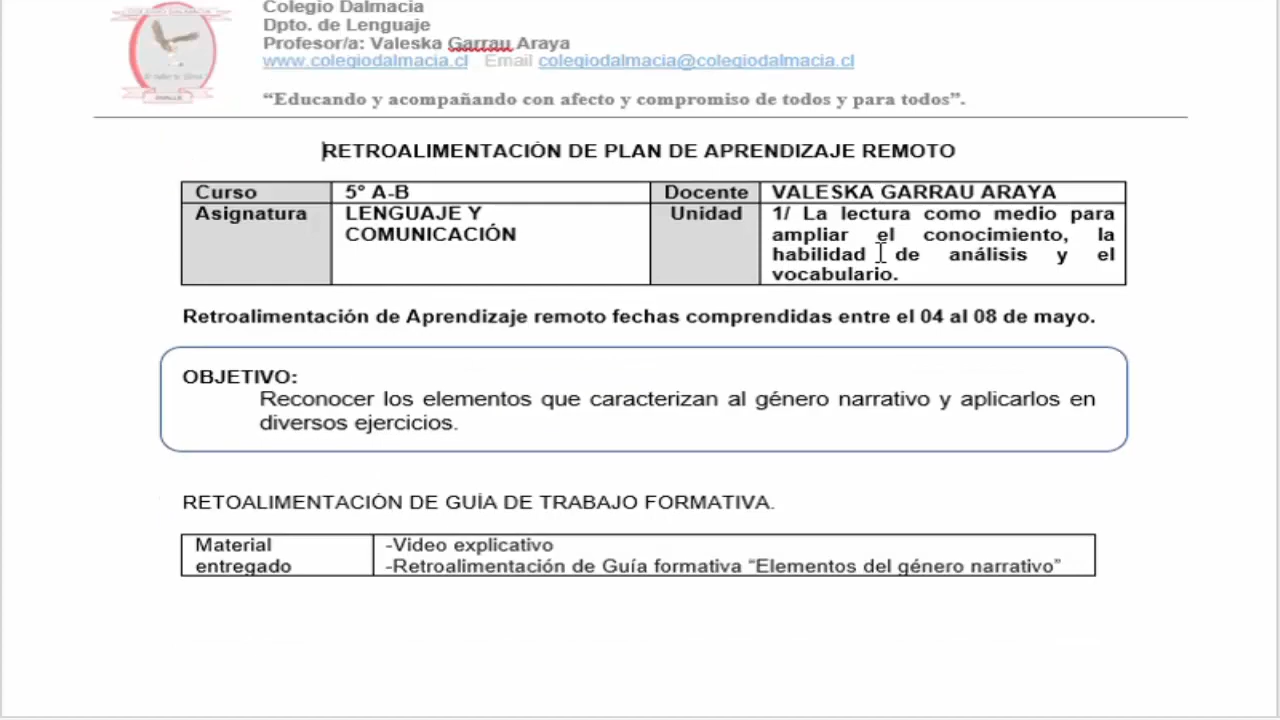 Colegio Dalmacia
Dpto. de Lenguaje
Profesor/a: Valeska Garrau Araya
www.colegiodalmacia.cl Email colegiodalmacia@colegiodalmacia.cl
“Educando y acompañando con afecto y compromiso de todos y para todos”.
RETROALIMENTACIÓN DE PLAN DE APRENDIZAJE REMOTO
Curso 5° A-B Docente VALESKA GARRAU ARAYA
Asignatura LENGUAJE Y Unidad 1/ La lectura como medio para
COMUNICACIÓN ampliar el conocimiento, la
habilidad de análisis y el
vocabulario.
Retroalimentación de Aprendizaje remoto fechas comprendidas entre el 04 al 08 de mayo.
OBJETIVO:
Reconocer los elementos que caracterizan al género narrativo y aplicarlos en
diversos ejercicios.
RETOALIMENTACIÓN DE GUÍA DE TRABAJO FORMATIVA.
Material -Video explicativo
entregado -Retroalimentación de Guía formativa “Elementos del género narrativo”